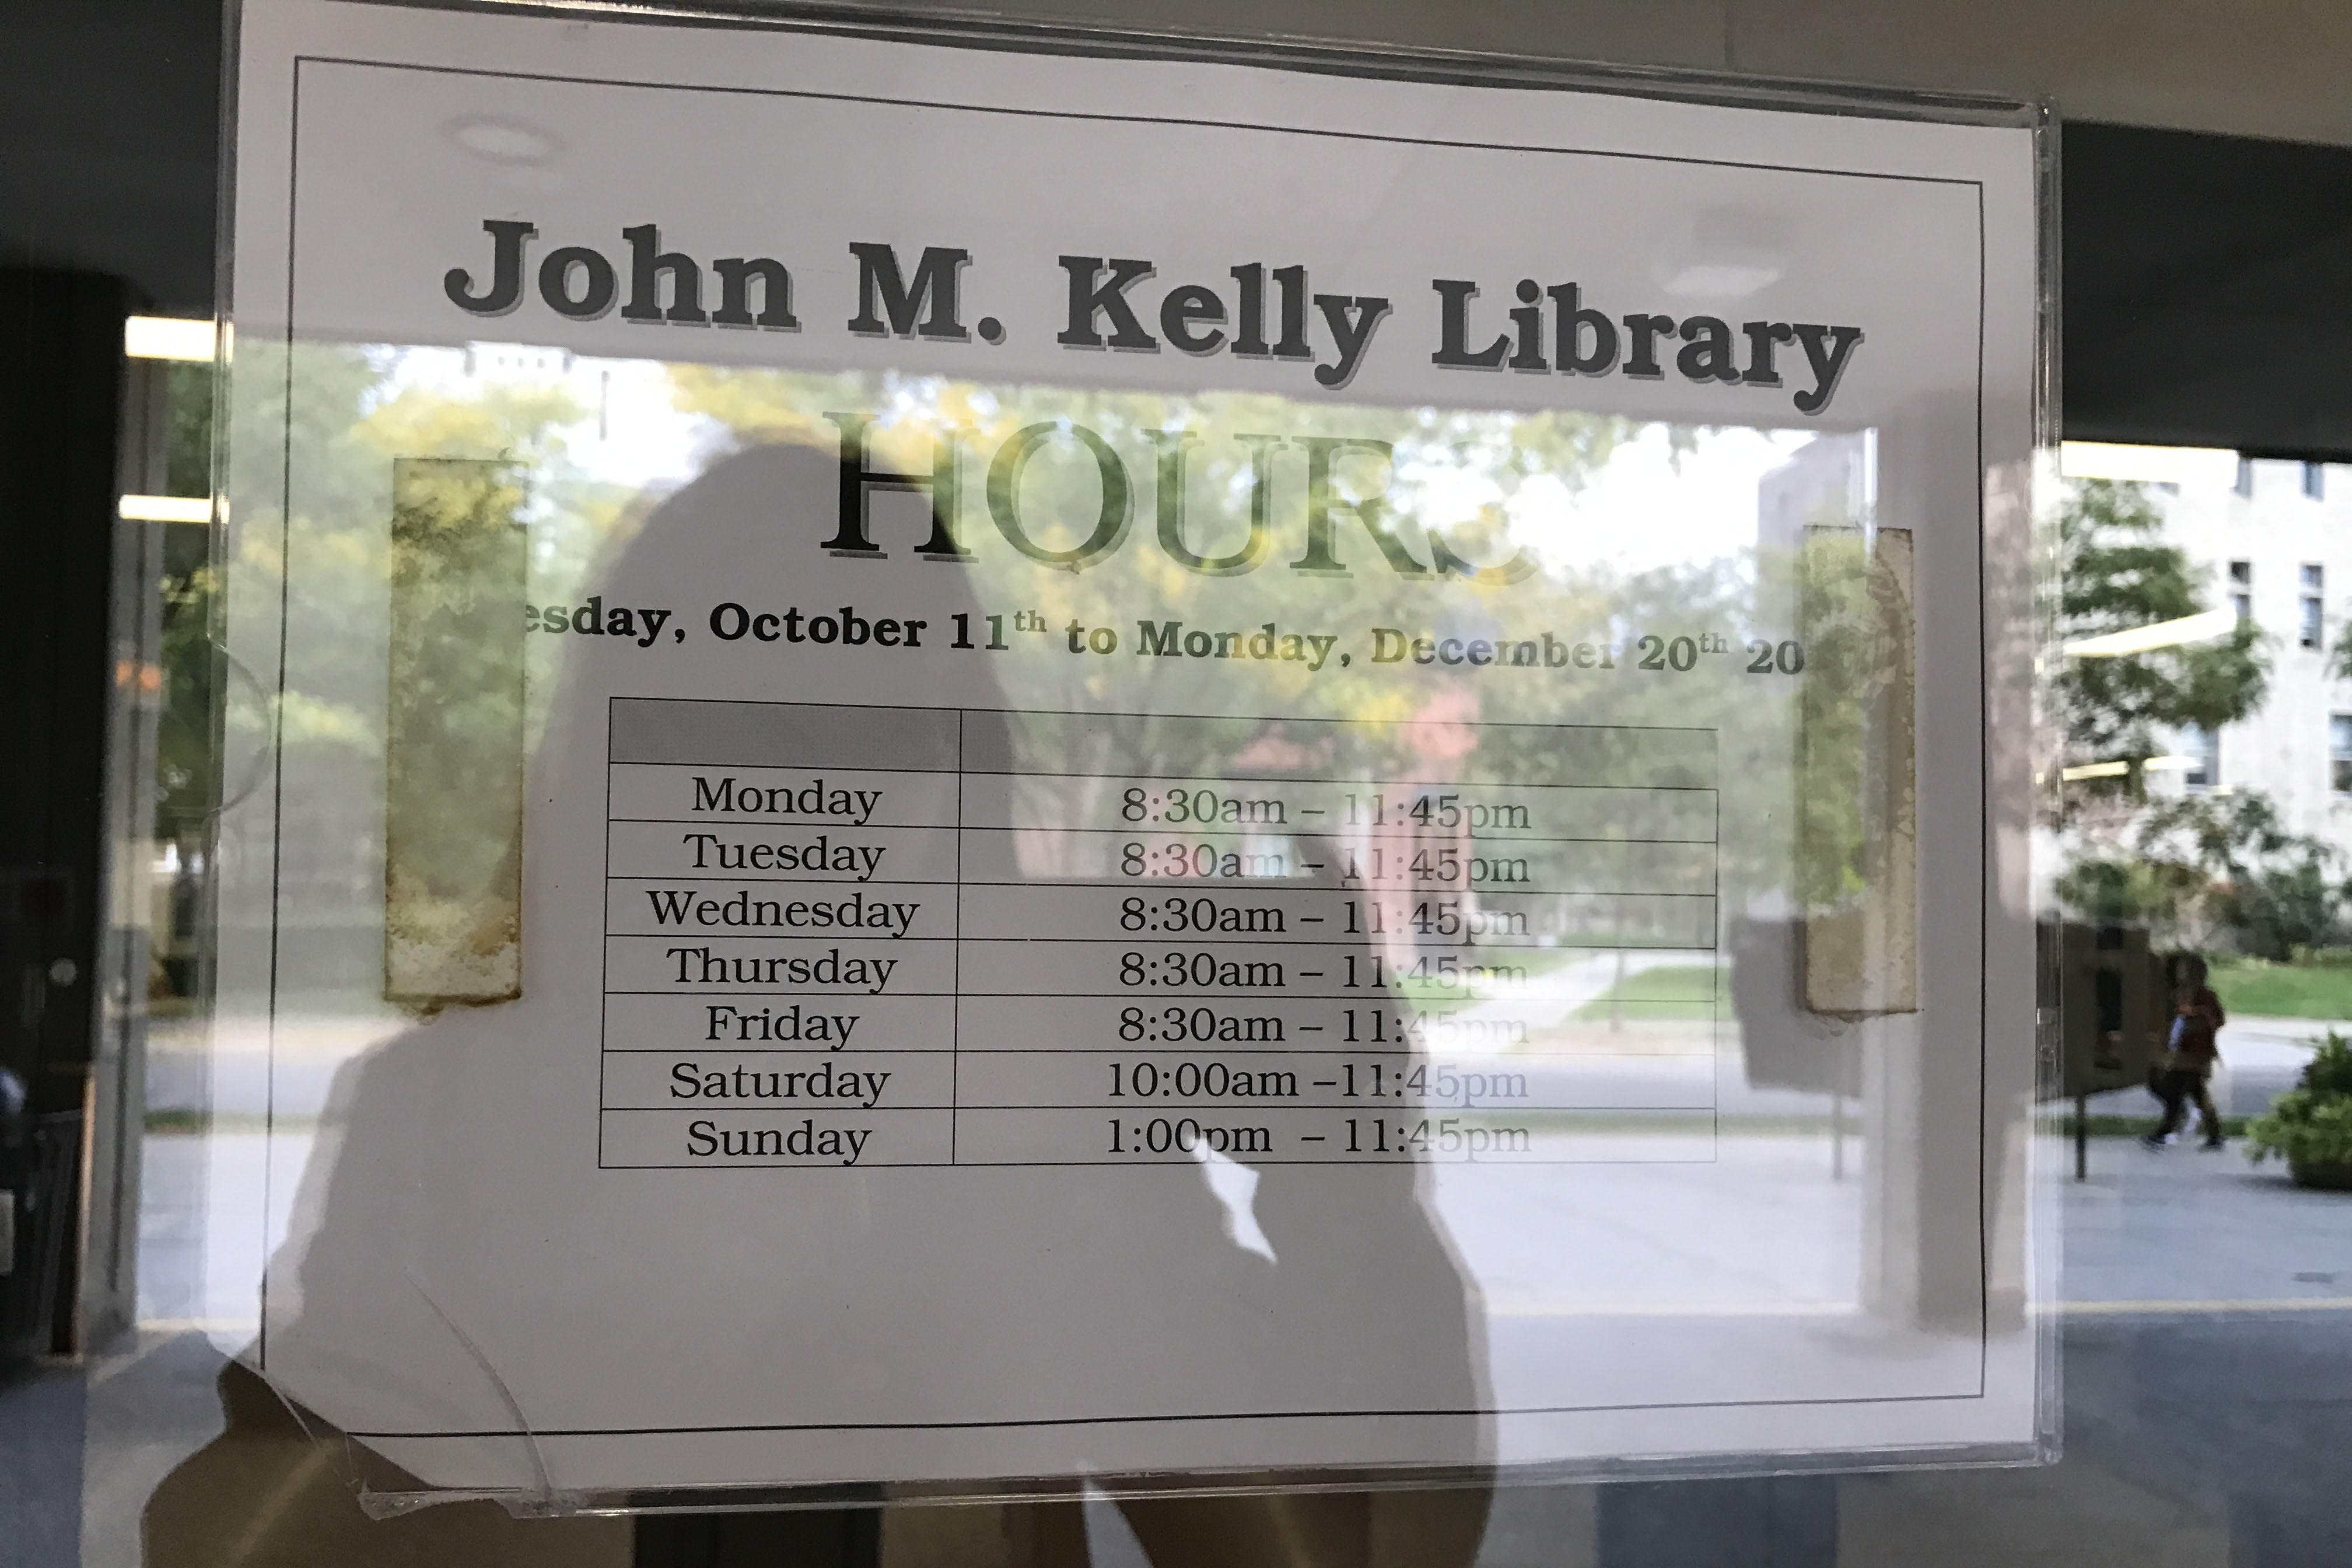 John M. Kelly Library
HOURS
esday, October 11th to Monday, December 20th 20
Monday 8:30am – 11:45pm
Tuesday 8:30am – 11:45pm
Wednesday 8:30am – 11:45pm
Thursday 8:30am – 11:45pm
Friday 8:30am – 11:45pm
Saturday 10:00am –11:45pm
Sunday 1:00pm – 11:45pm